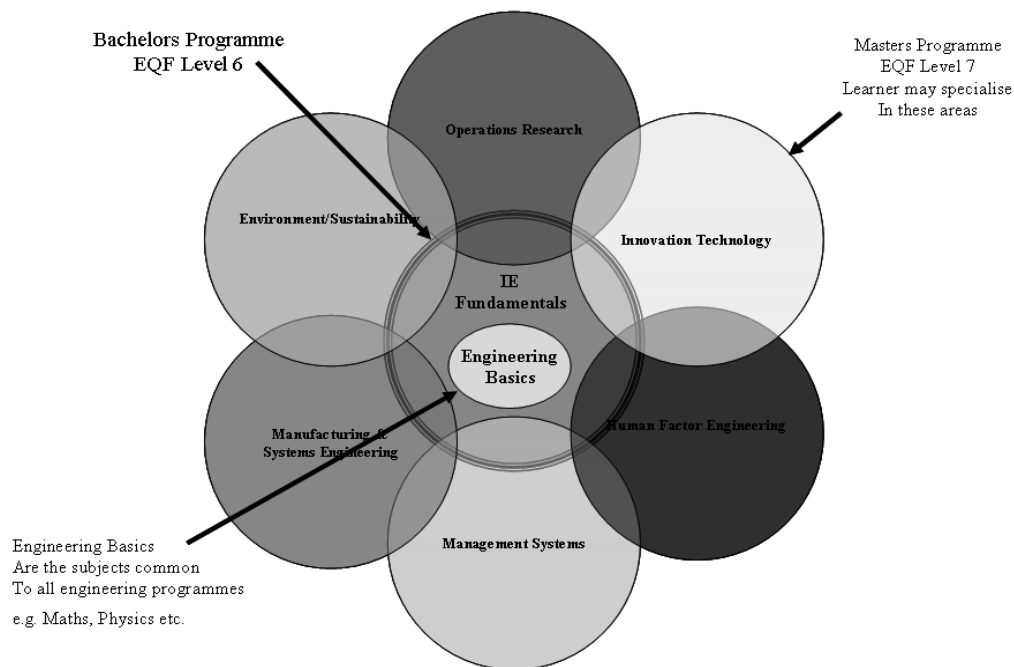 Bachelors Programme
EQF Level 6
Masters Programme
EQF Level 7
Learner may specialise
In these areas
Operations Research
Environment/Sustainability
Innovation Technology
IE
Fundamentals
Engineering
Basics
Manufacturing &
Systems Engineering
Human Factor Engineering
Management Systems
Engineering Basics
Are the subjects common
To all engineering programmes
e.g. Maths, Physics etc.